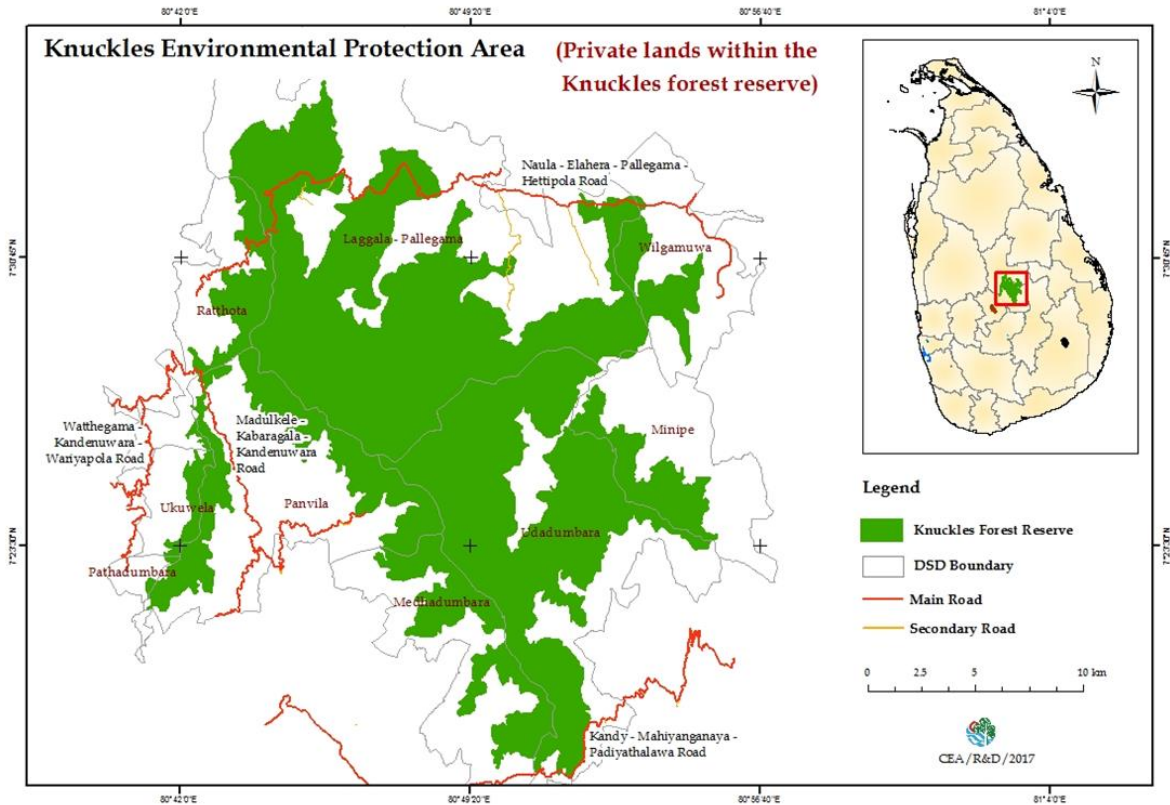 80°42'0"E
80°49'20"E
80°56'40"E
81°4'0"E
Knuckles Environmental Protection Area
(Private lands within the
Knuckles forest reserve)
N
Naula - Elahera - Pallegama -
Hettipola Road
Laggala - Pallegama
Wilgamuwa
Ratthota
Watthegama -
Kandenuwara -
Wariyapola Road
Madulkele -
Kabaragala -
Kandenuwara
Road
Minipe
Ukuwela
Panvila
Udadumbara
Pathadumbara
Medhadumbara
Kandy - Mahiyanganaya -
Padiyathalawa Road
Legend
Knuckles Forest Reserve
DSD Boundary
Main Road
Secondary Road
0
5
10 km
CEA/R&D/2017
80°42'0"E
80°49'20"E
80°56'40"E
81°4'0"E